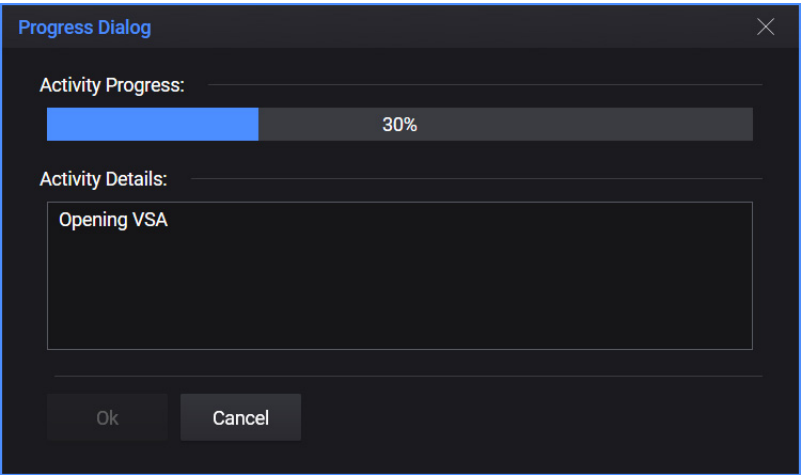 Progress Dialog
Activity Progress:
30%
Activity Details:
Opening VSA
Ok
Cancel